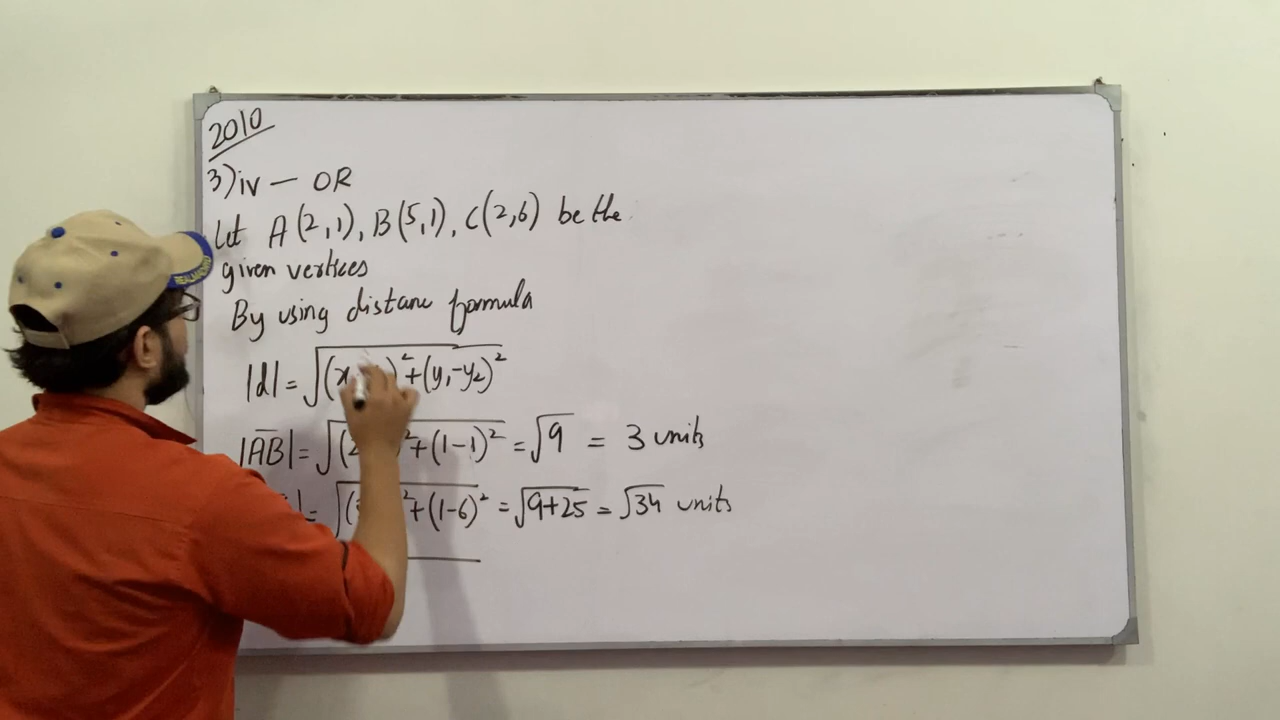 2010
3)iv — OR
Let A(2,1), B(5,1), C(2,6) be the
given vertices
By using distance formula
|d| = √(x )²+(y₁-y₂)²
|AB| = √(2 )²+(1-1)² = √9 = 3 units
| = √( )²+(1-6)² = √9+25 = √34 units
REAL MADRID